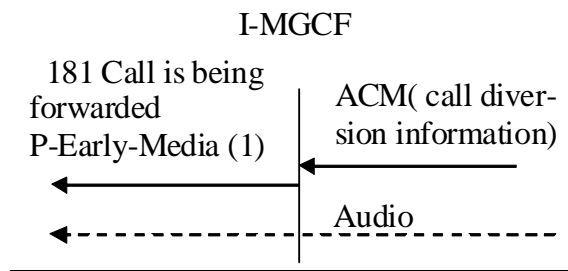 I-MGCF
181 Call is being
forwarded
P-Early-Media (1)
ACM( call diver-
sion information)
Audio